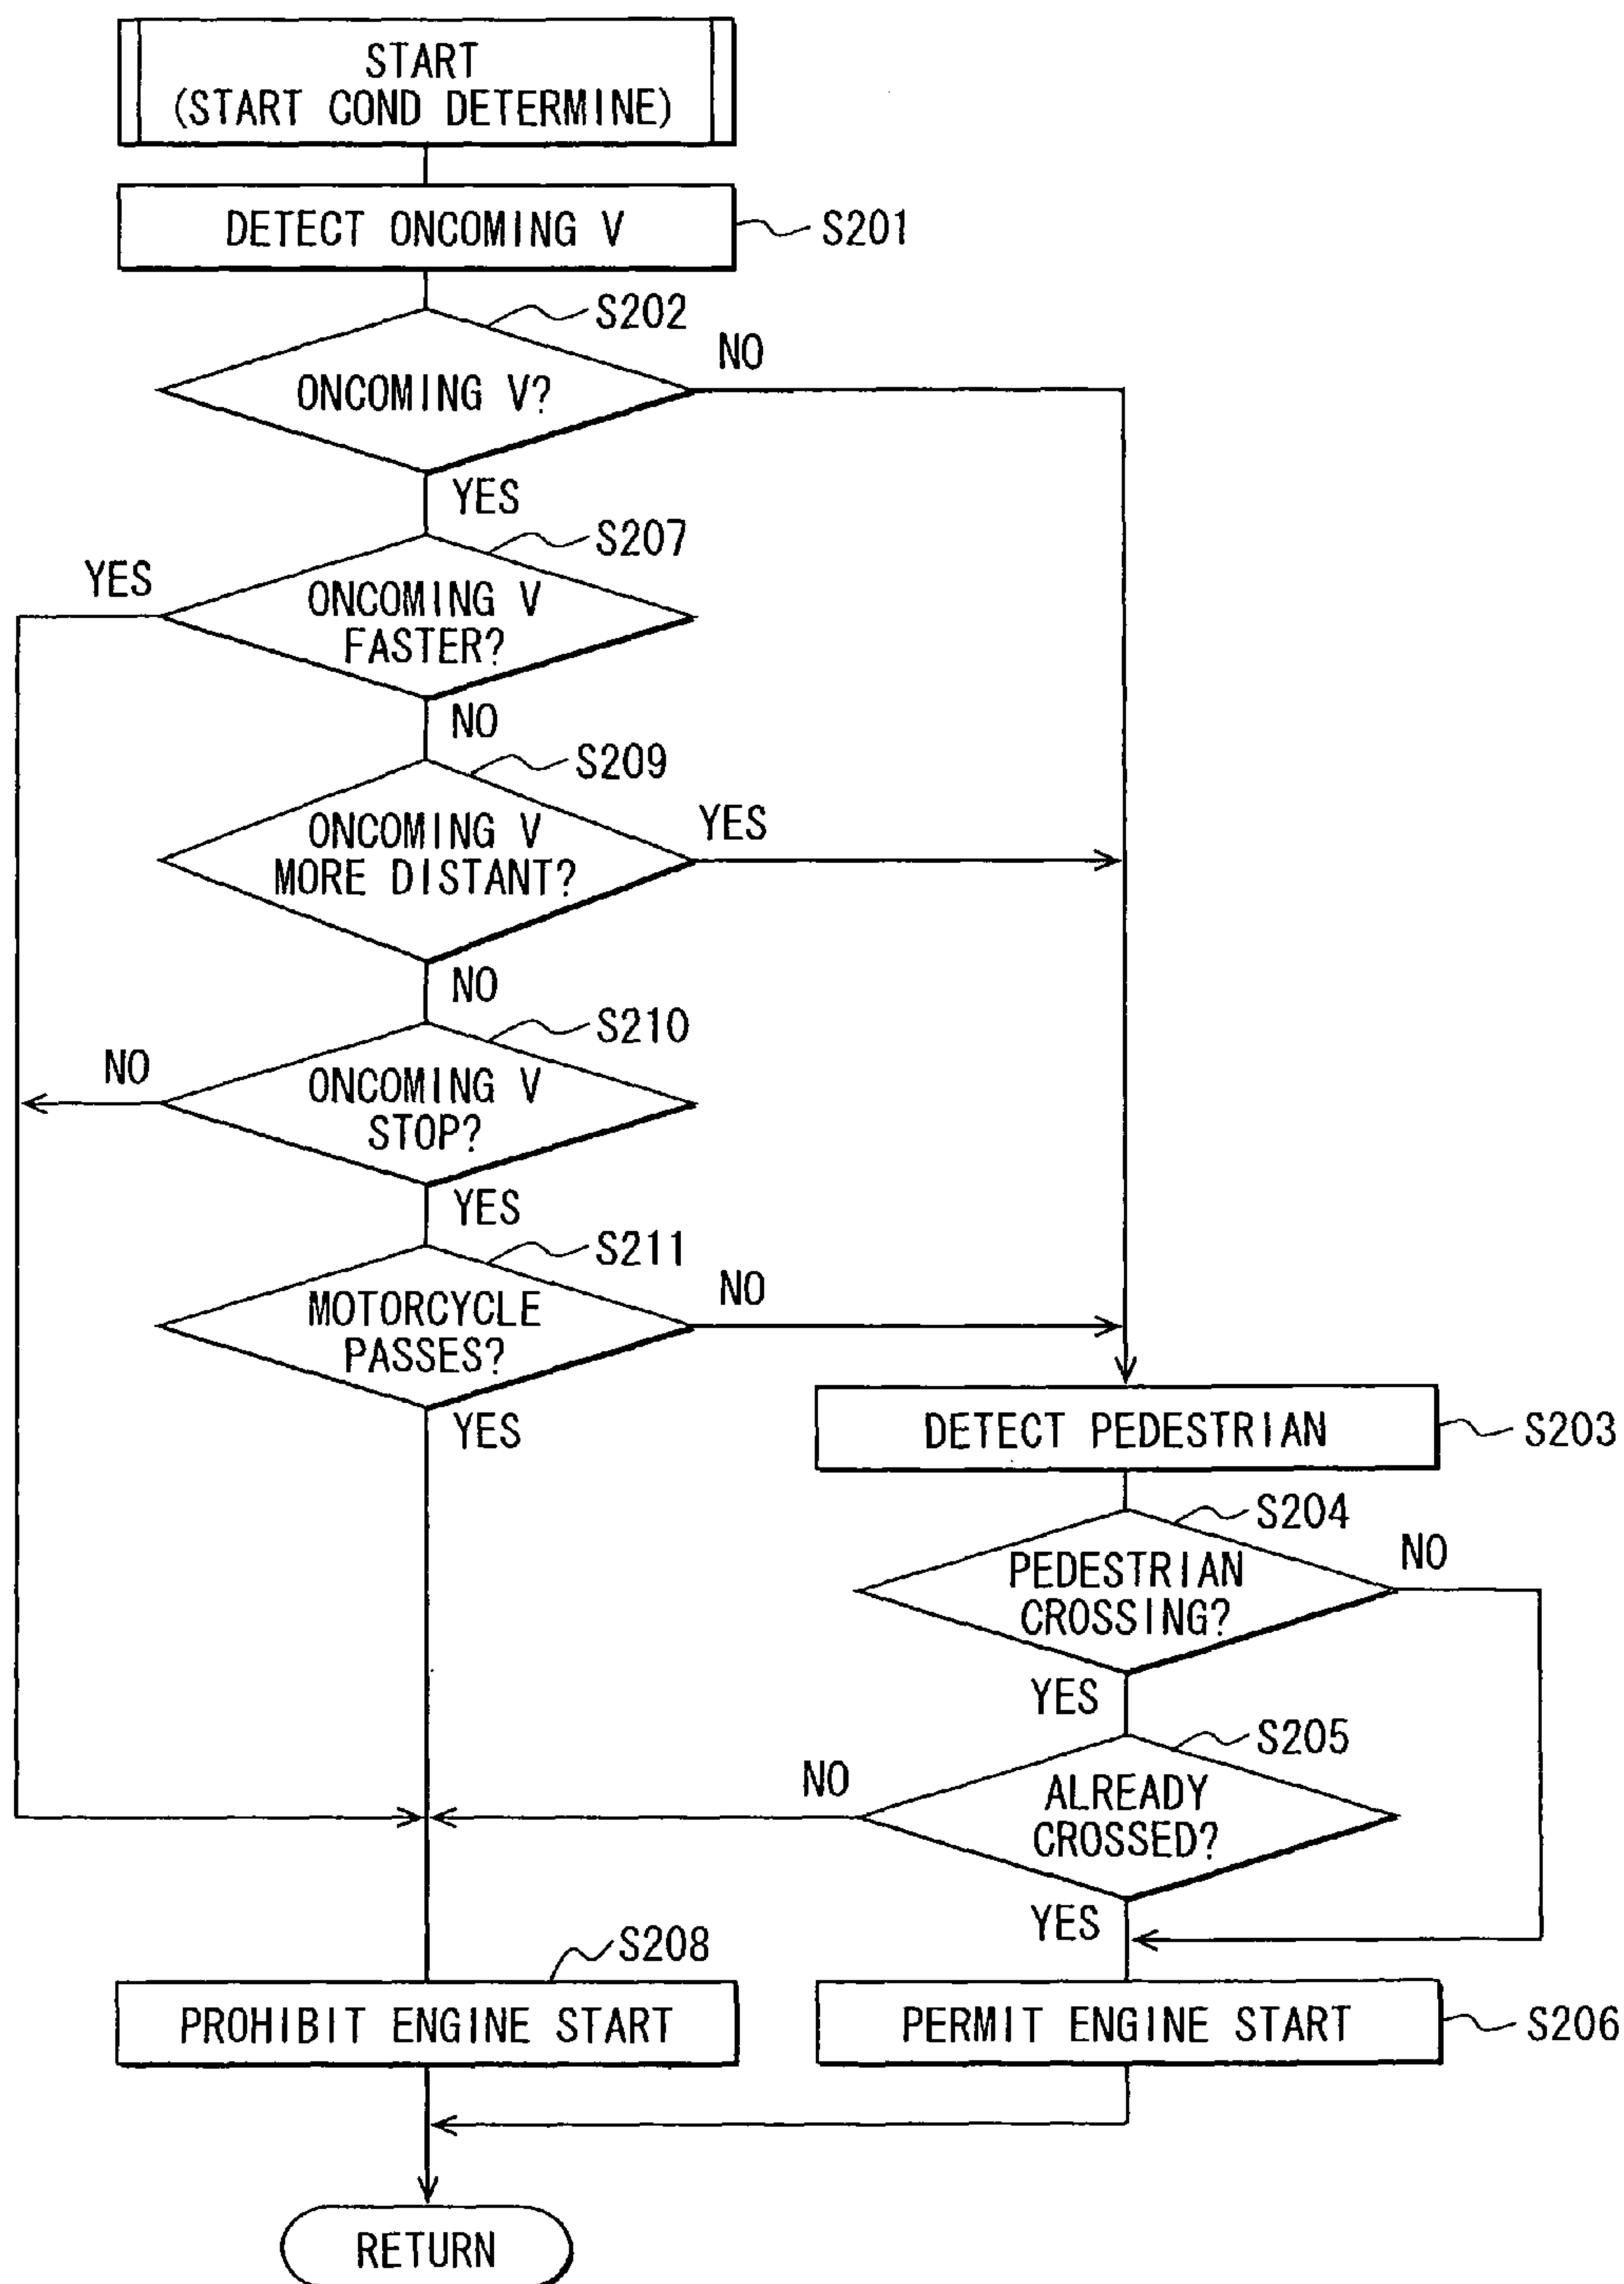 START
(START COND DETERMINE)
DETECT ONCOMING V
S201
S202
ONCOMING V?
NO
YES
S207
YES
ONCOMING V
FASTER?
NO
S209
ONCOMING V
MORE DISTANT?
YES
NO
S210
NO
ONCOMING V
STOP?
YES
S211
MOTORCYCLE
PASSES?
NO
YES
DETECT PEDESTRIAN
S203
S204
PEDESTRIAN
CROSSING?
NO
YES
S205
NO
ALREADY
CROSSED?
YES
S208
PROHIBIT ENGINE START
PERMIT ENGINE START
S206
RETURN